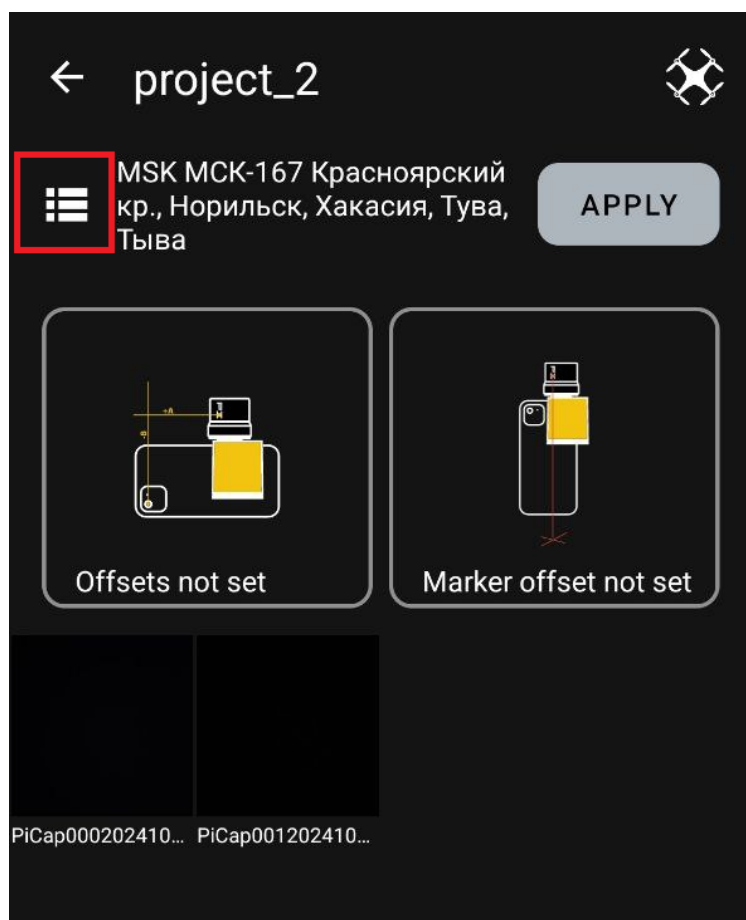 project_2
MSK МСК-167 Красноярский
кр., Норильск, Хакасия, Тува,
Тыва
APPLY
+A
-B
Offsets not set
Marker offset not set
PiCap000202410...
PiCap001202410...